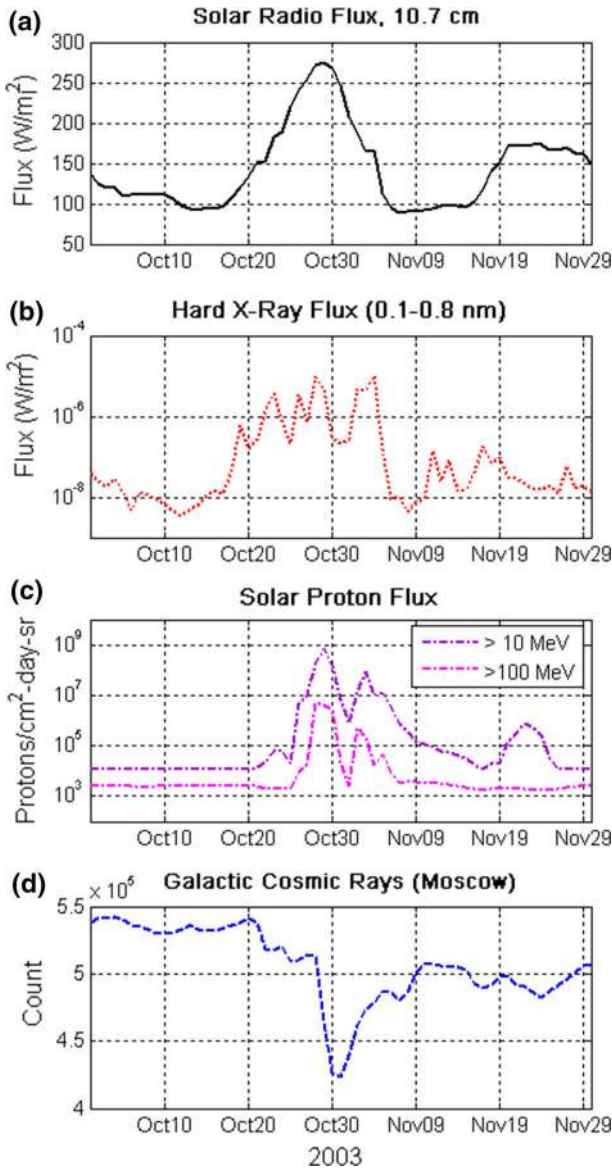 (a) Solar Radio Flux, 10.7 cm
300
250
200
150
100
50
Flux (W/m²)
Oct10 Oct20 Oct30 Nov09 Nov19 Nov29
(b) Hard X-Ray Flux (0.1-0.8 nm)
10⁻⁴
10⁻⁶
10⁻⁸
Flux (W/m²)
Oct10 Oct20 Oct30 Nov09 Nov19 Nov29
(c) Solar Proton Flux
10⁹
10⁷
10⁵
10³
Protons/cm²-day-sr
> 10 MeV
>100 MeV
Oct10 Oct20 Oct30 Nov09 Nov19 Nov29
(d) Galactic Cosmic Rays (Moscow)
× 10⁵
5.5
5
4.5
4
Count
Oct10 Oct20 Oct30 Nov09 Nov19 Nov29
2003